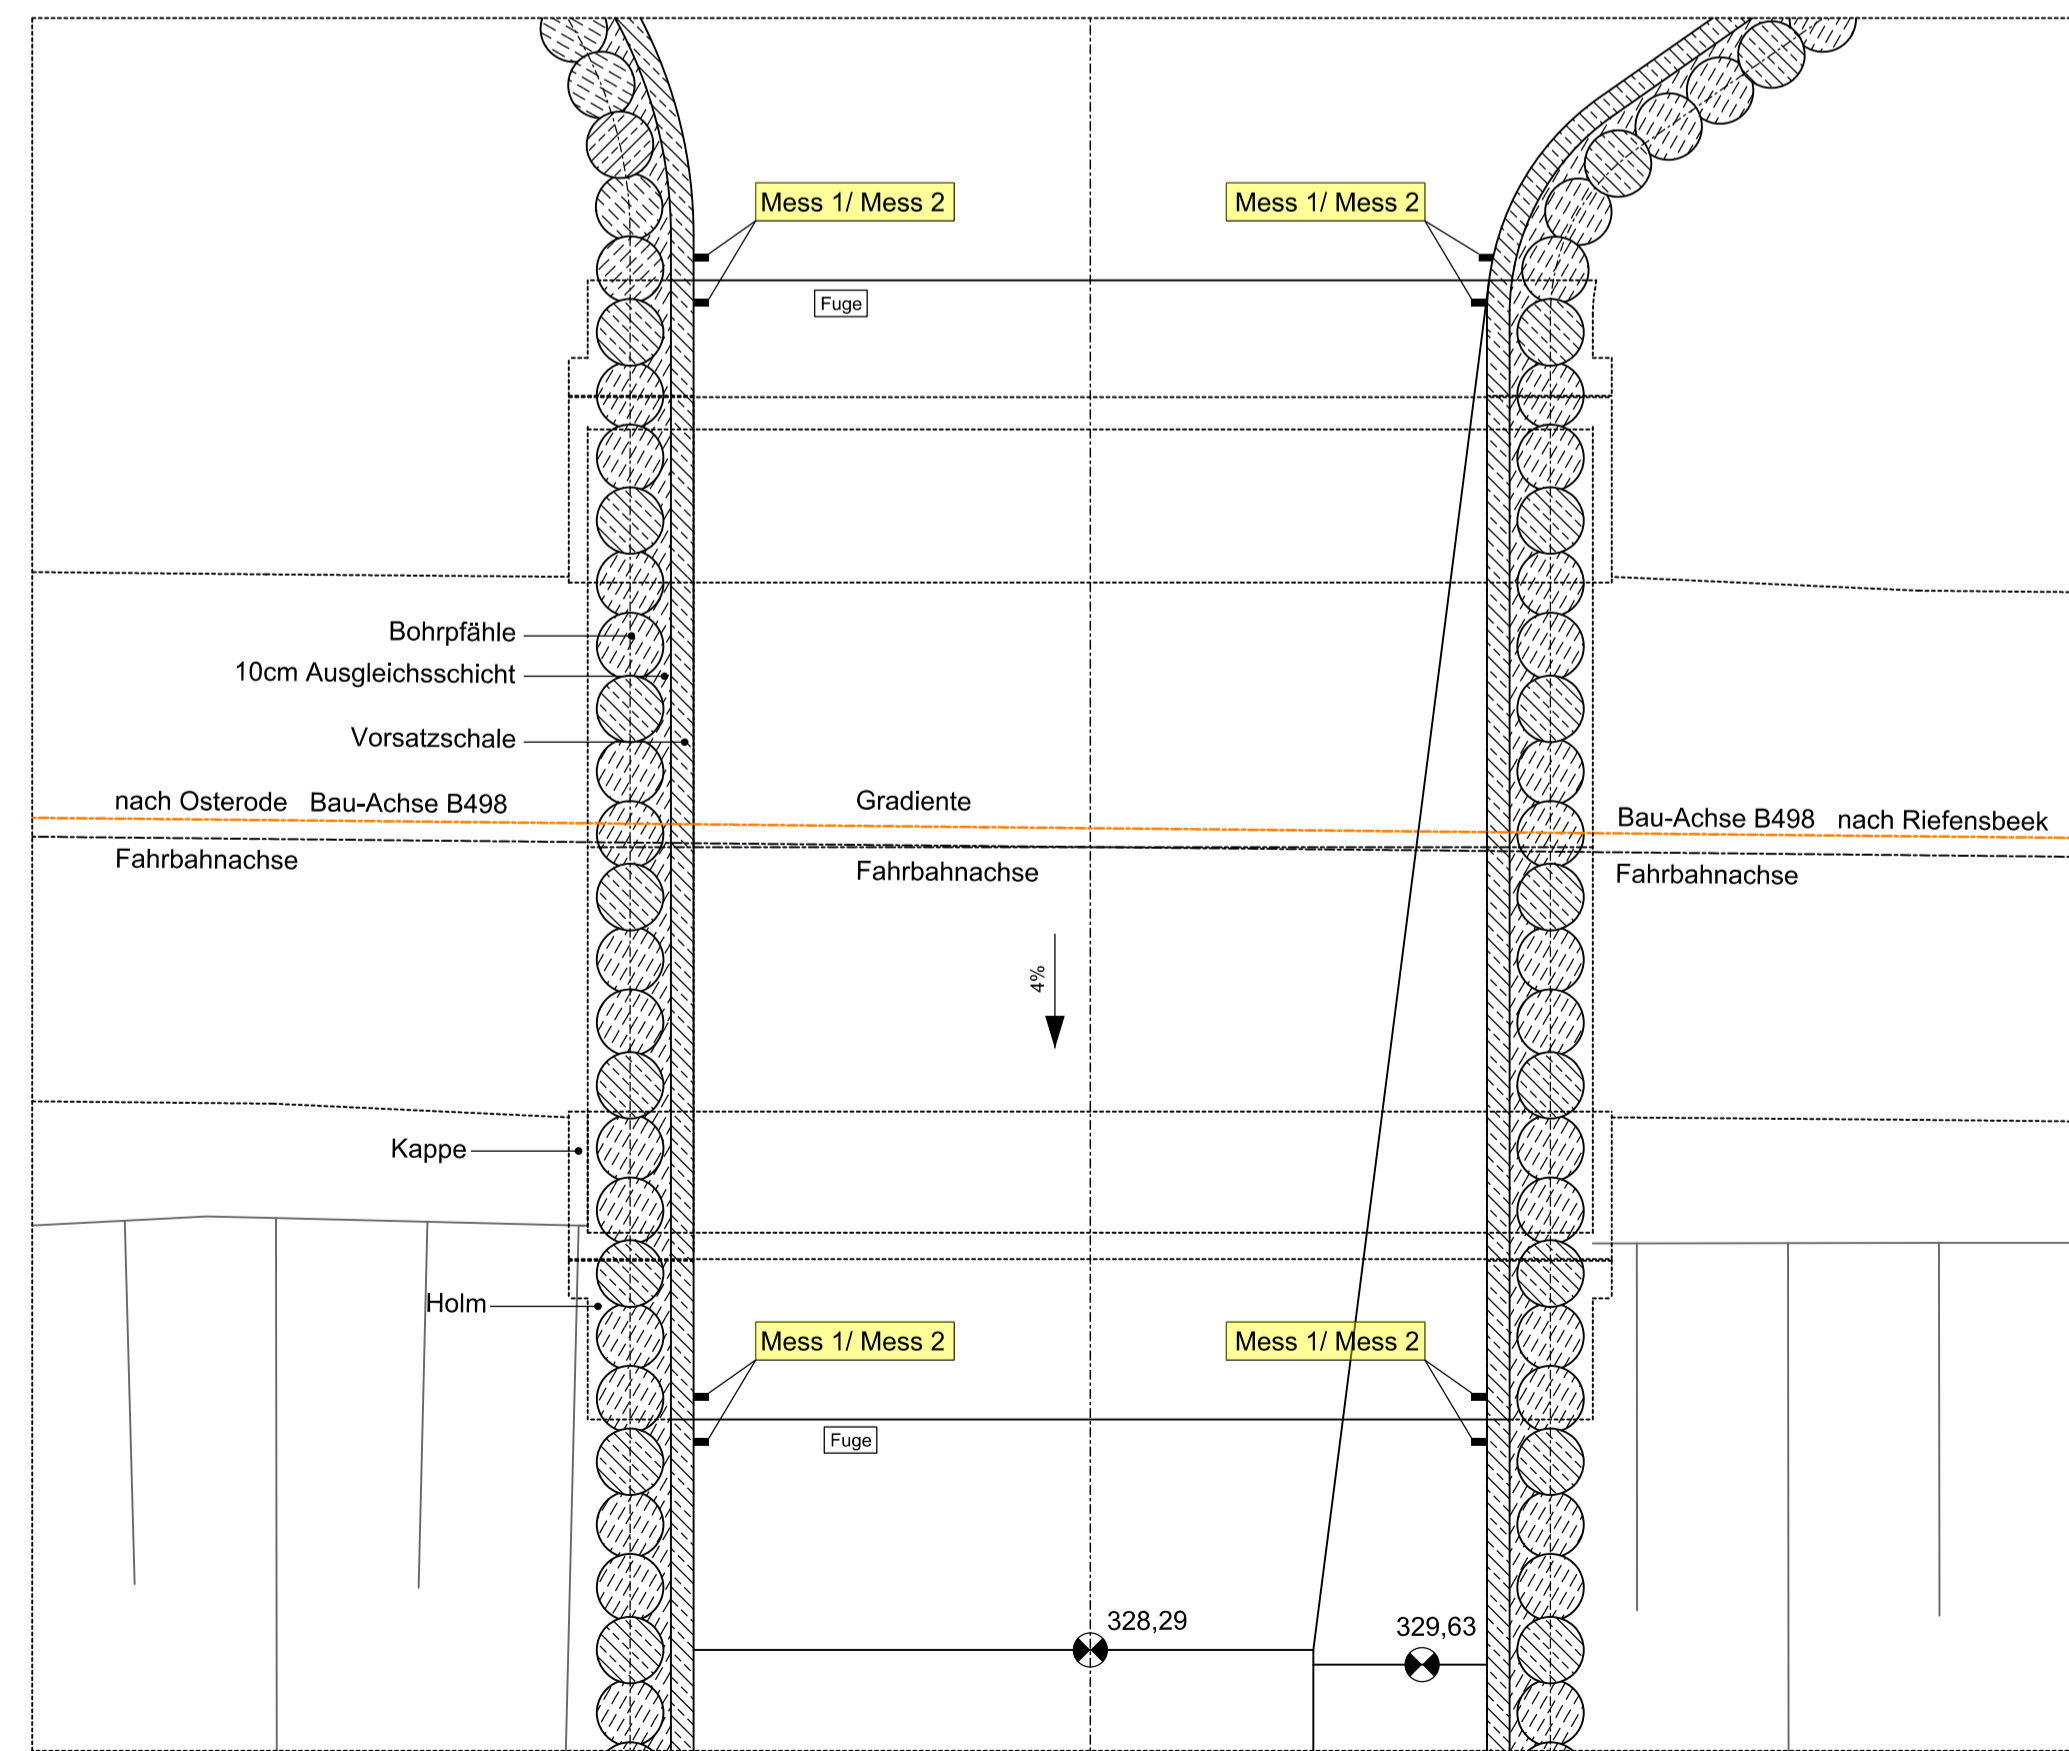 Mess 1/ Mess 2
Mess 1/ Mess 2
Fuge
Bohrpfähle
10cm Ausgleichsschicht
Vorsatzschale
nach Osterode Bau-Achse B498
Gradiente
Bau-Achse B498 nach Riefensbeek
Fahrbahnachse
Fahrbahnachse
Fahrbahnachse
4%
Kappe
Holm
Mess 1/ Mess 2
Mess 1/ Mess 2
Fuge
328,29
329,63